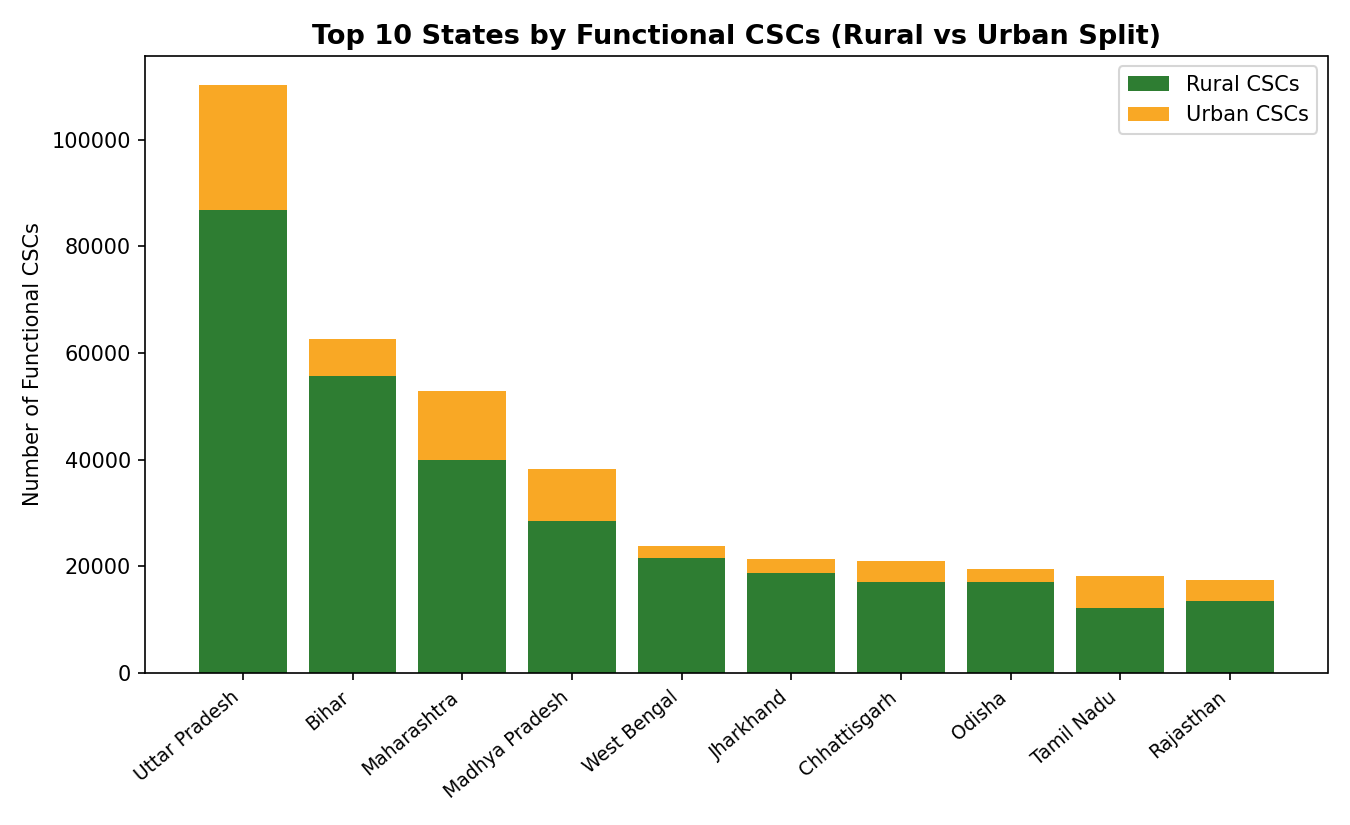 Top 10 States by Functional CSCs (Rural vs Urban Split)
Rural CSCs
Urban CSCs
Number of Functional CSCs
100000
80000
60000
40000
20000
0
Uttar Pradesh
Bihar
Maharashtra
Madhya Pradesh
West Bengal
Jharkhand
Chhattisgarh
Odisha
Tamil Nadu
Rajasthan